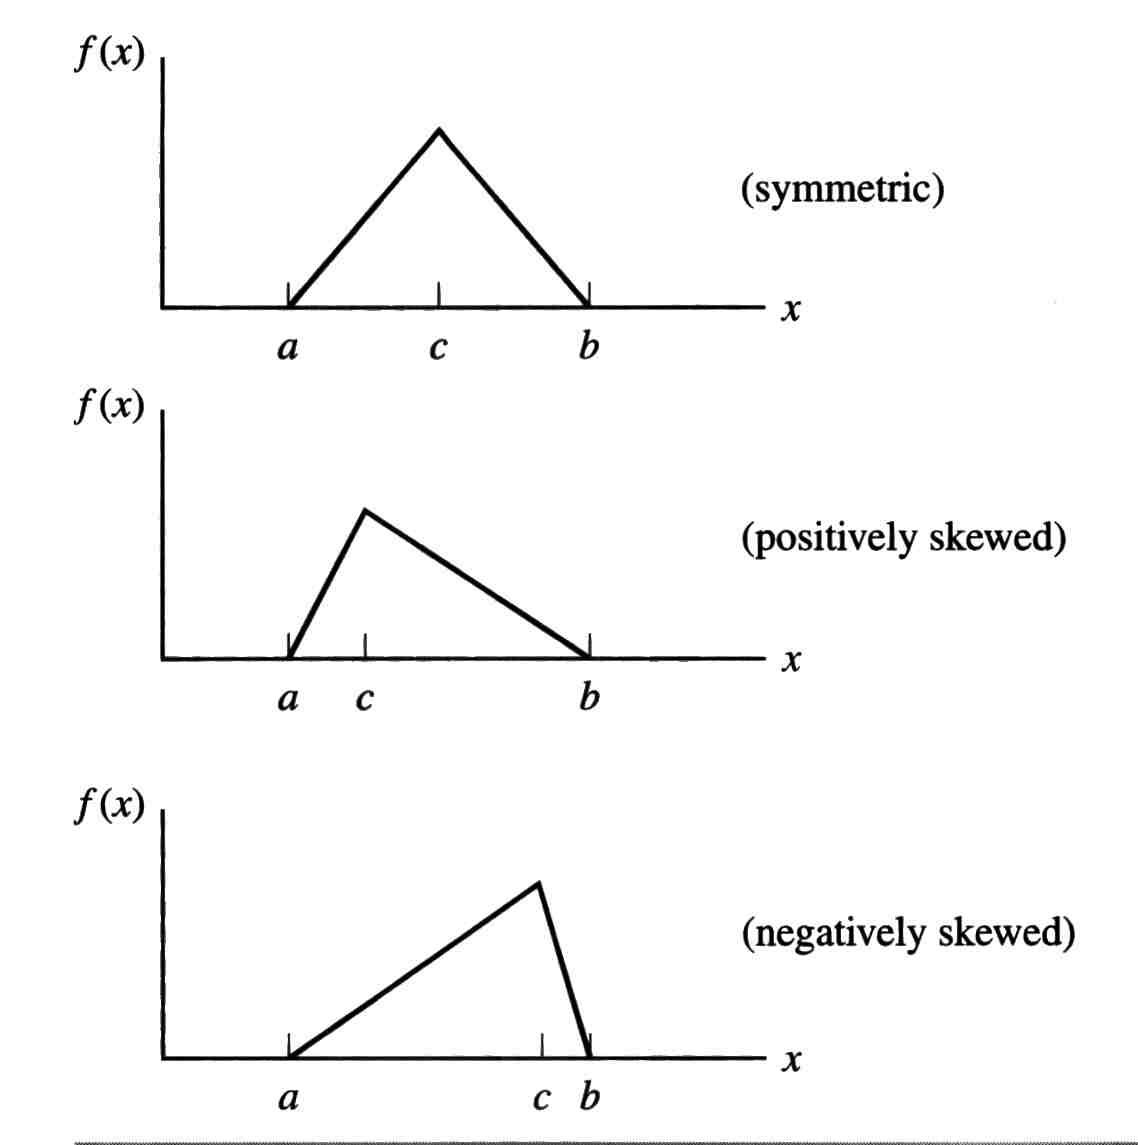 f(x)
(symmetric)
x
a c b
f(x)
(positively skewed)
x
a c b
f(x)
(negatively skewed)
x
a c b